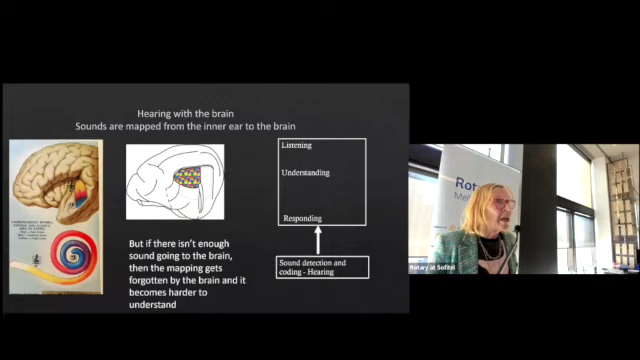 Hearing with the brain
Sounds are mapped from the inner ear to the brain
Listening
Understanding
Responding
Sound detection and
coding - Hearing
But if there isn't enough
sound going to the brain,
then the mapping gets
forgotten by the brain and it
becomes harder to
understand
Rotary at Sofitel